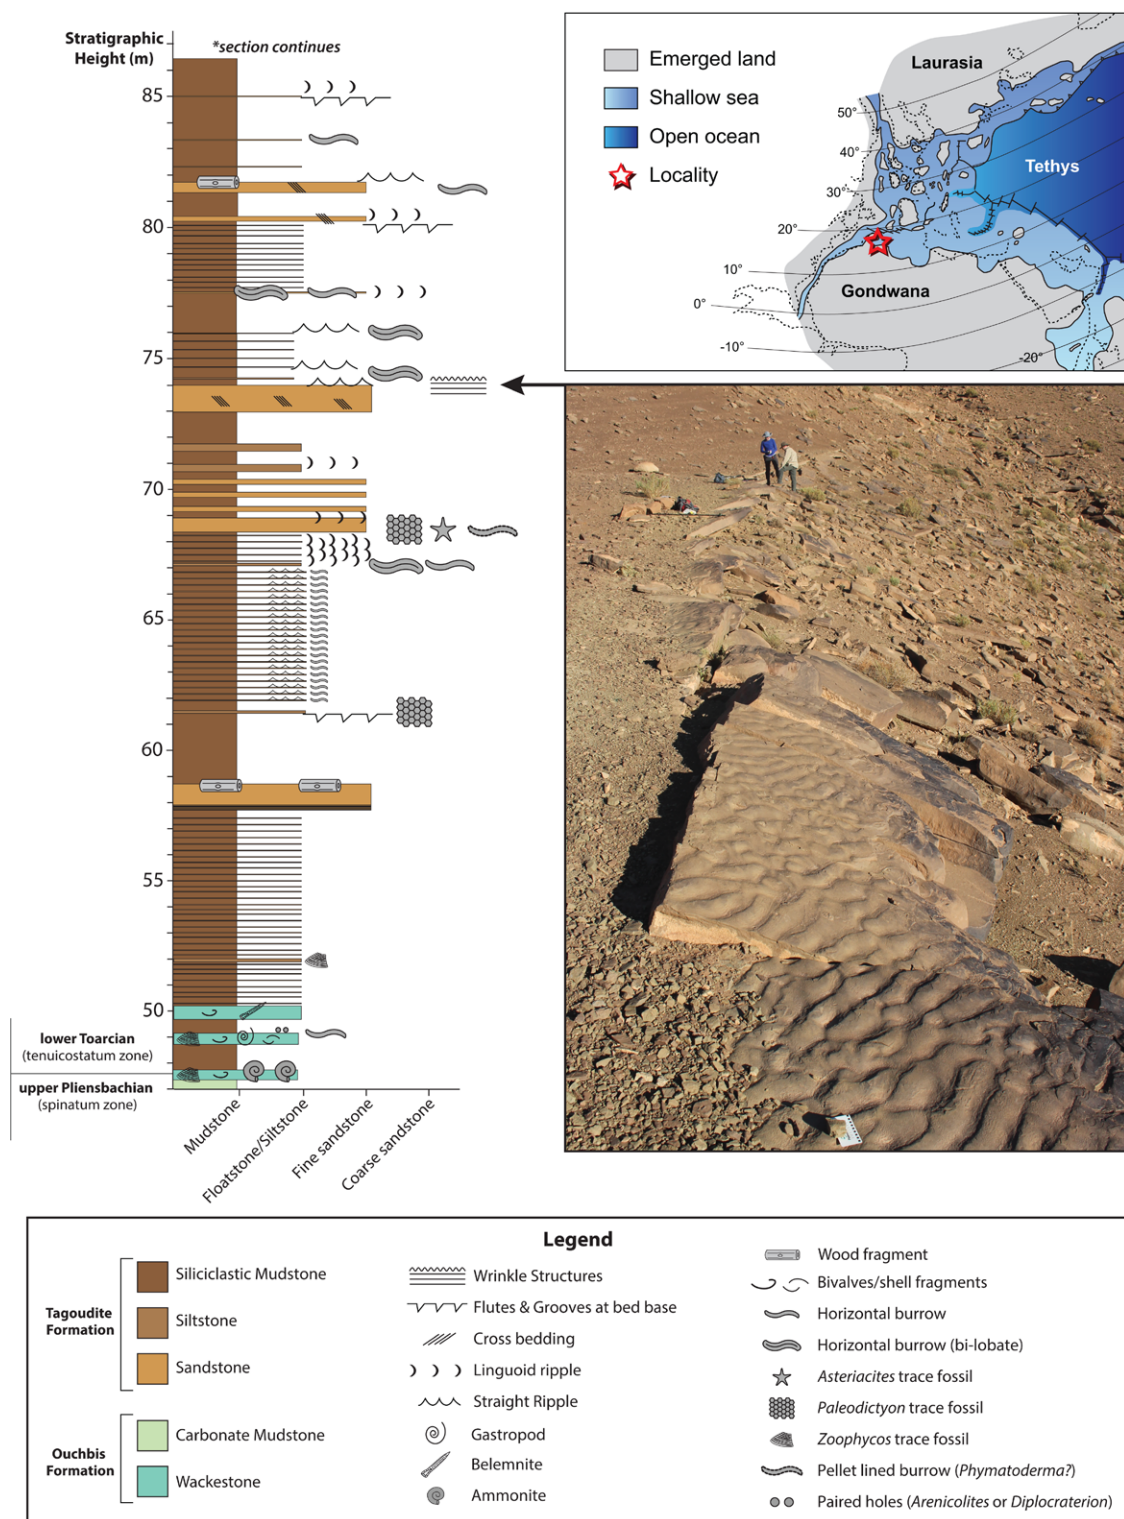 Stratigraphic
Height (m)
*section continues
85
80
75
70
65
60
55
50
lower Toarcian
(tenuicostatum zone)
upper Pliensbachian
(spinatum zone)
Mudstone
Floatstone/Siltstone
Fine sandstone
Coarse sandstone
Emerged land
Shallow sea
Open ocean
Locality
Laurasia
Tethys
Gondwana
50°
40°
30°
20°
10°
0°
-10°
-20°
Legend
Tagoudite
Formation
Siliciclastic Mudstone
Siltstone
Sandstone
Ouchbis
Formation
Carbonate Mudstone
Wackestone
Wrinkle Structures
Flutes & Grooves at bed base
Cross bedding
Linguoid ripple
Straight Ripple
Gastropod
Belemnite
Ammonite
Wood fragment
Bivalves/shell fragments
Horizontal burrow
Horizontal burrow (bi-lobate)
Asteriacites trace fossil
Paleodictyon trace fossil
Zoophycos trace fossil
Pellet lined burrow (Phymatoderma?)
Paired holes (Arenicolites or Diplocraterion)